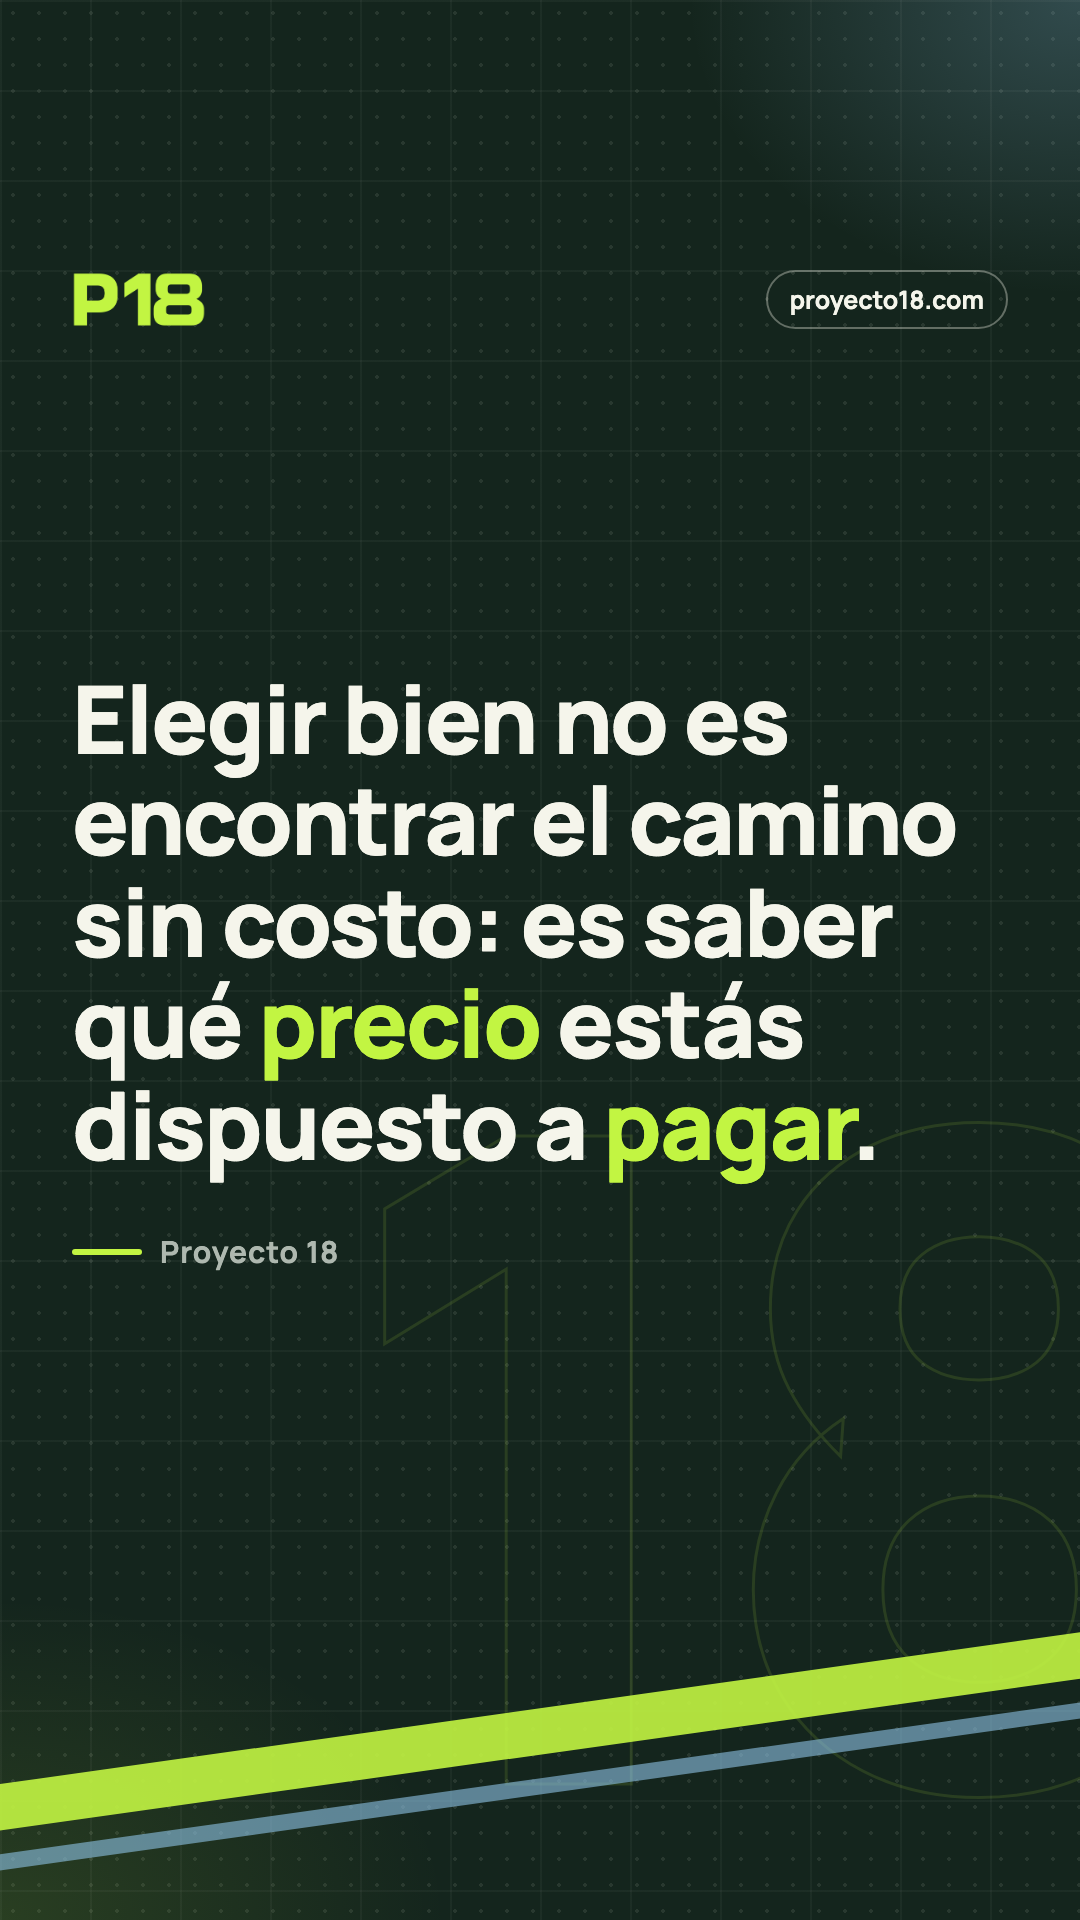 P18
proyecto18.com
Elegir bien no es
encontrar el camino
sin costo: es saber
qué precio estás
dispuesto a pagar.
Proyecto 18
18